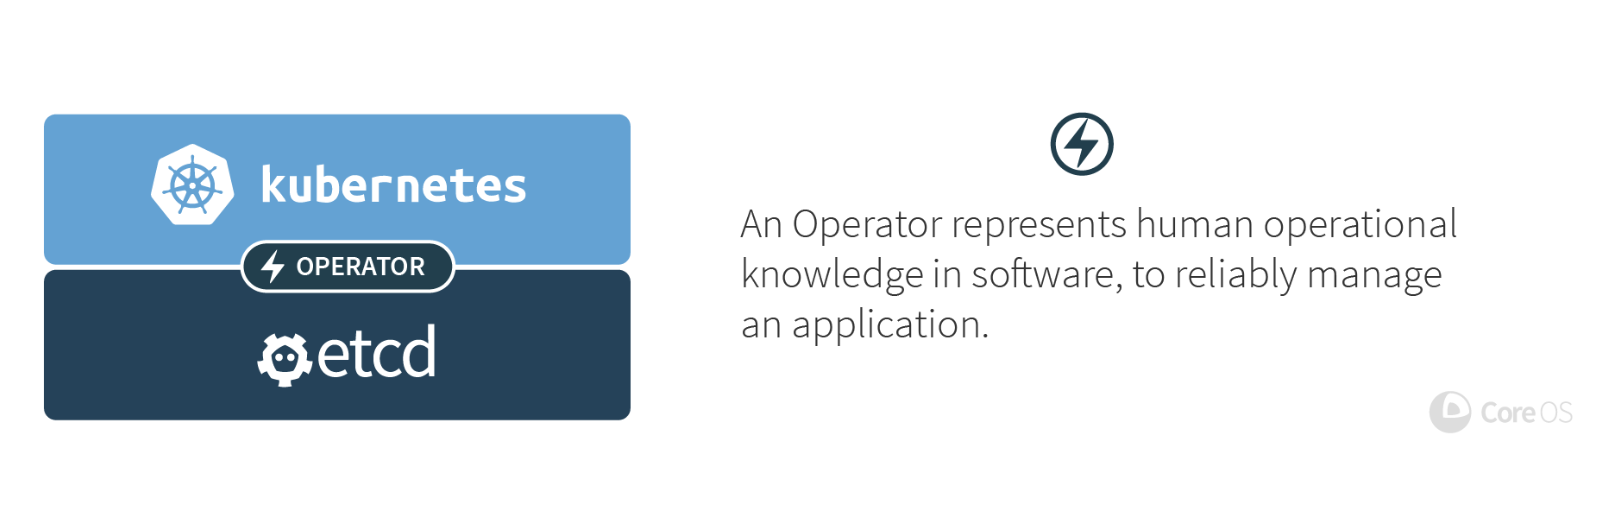 kubernetes
OPERATOR
etcd
An Operator represents human operational
knowledge in software, to reliably manage
an application.
CoreOS